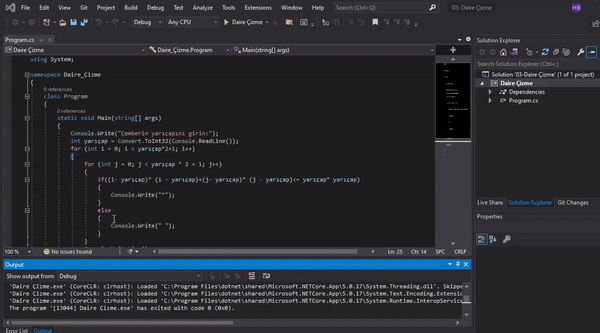 File Edit View Git Project Build Debug Test Analyze Tools Extensions Window Help Search (Ctrl+Q) 03-Daire Çizme HB
Debug Any CPU Daire Çizme
Program.cs
Daire Çizme Daire_Çizme.Program Main(string[] args)
using System;
namespace Daire_Çizme
{
0 references
class Program
{
0 references
static void Main(string[] args)
{
Console.Write("Cemberin yarıçapını girin:");
int yarıçap = Convert.ToInt32(Console.ReadLine());
for (int i = 0; i < yarıçap*2+1; i++)
{
for (int j = 0; j < yarıçap * 2 + 1; j++)
{
if((i- yarıçap)* (i - yarıçap)+(j- yarıçap)* (j - yarıçap)<= yarıçap* yarıçap)
{
Console.Write("*");
}
else
{
Console.Write(" ");
}
}
100 % No issues found Ln: 25 Ch: 14 SPC CRLF
Output
Show output from: Debug
'Daire Çizme.exe' (CoreCLR: clrhost): Loaded 'C:\Program Files\dotnet\shared\Microsoft.NETCore.App\5.0.17\System.Threading.dll'. Skippe
'Daire Çizme.exe' (CoreCLR: clrhost): Loaded 'C:\Program Files\dotnet\shared\Microsoft.NETCore.App\5.0.17\System.Text.Encoding.Extensio
'Daire Çizme.exe' (CoreCLR: clrhost): Loaded 'C:\Program Files\dotnet\shared\Microsoft.NETCore.App\5.0.17\System.Runtime.InteropService
The program '[13044] Daire Çizme.exe' has exited with code 0 (0x0).
Error List Output
Solution Explorer
Search Solution Explorer (Ctrl+
Solution '03-Daire Çizme' (1 of 1 project)
Daire Çizme
Dependencies
Program.cs
Live Share Solution Explorer Git Changes
Properties